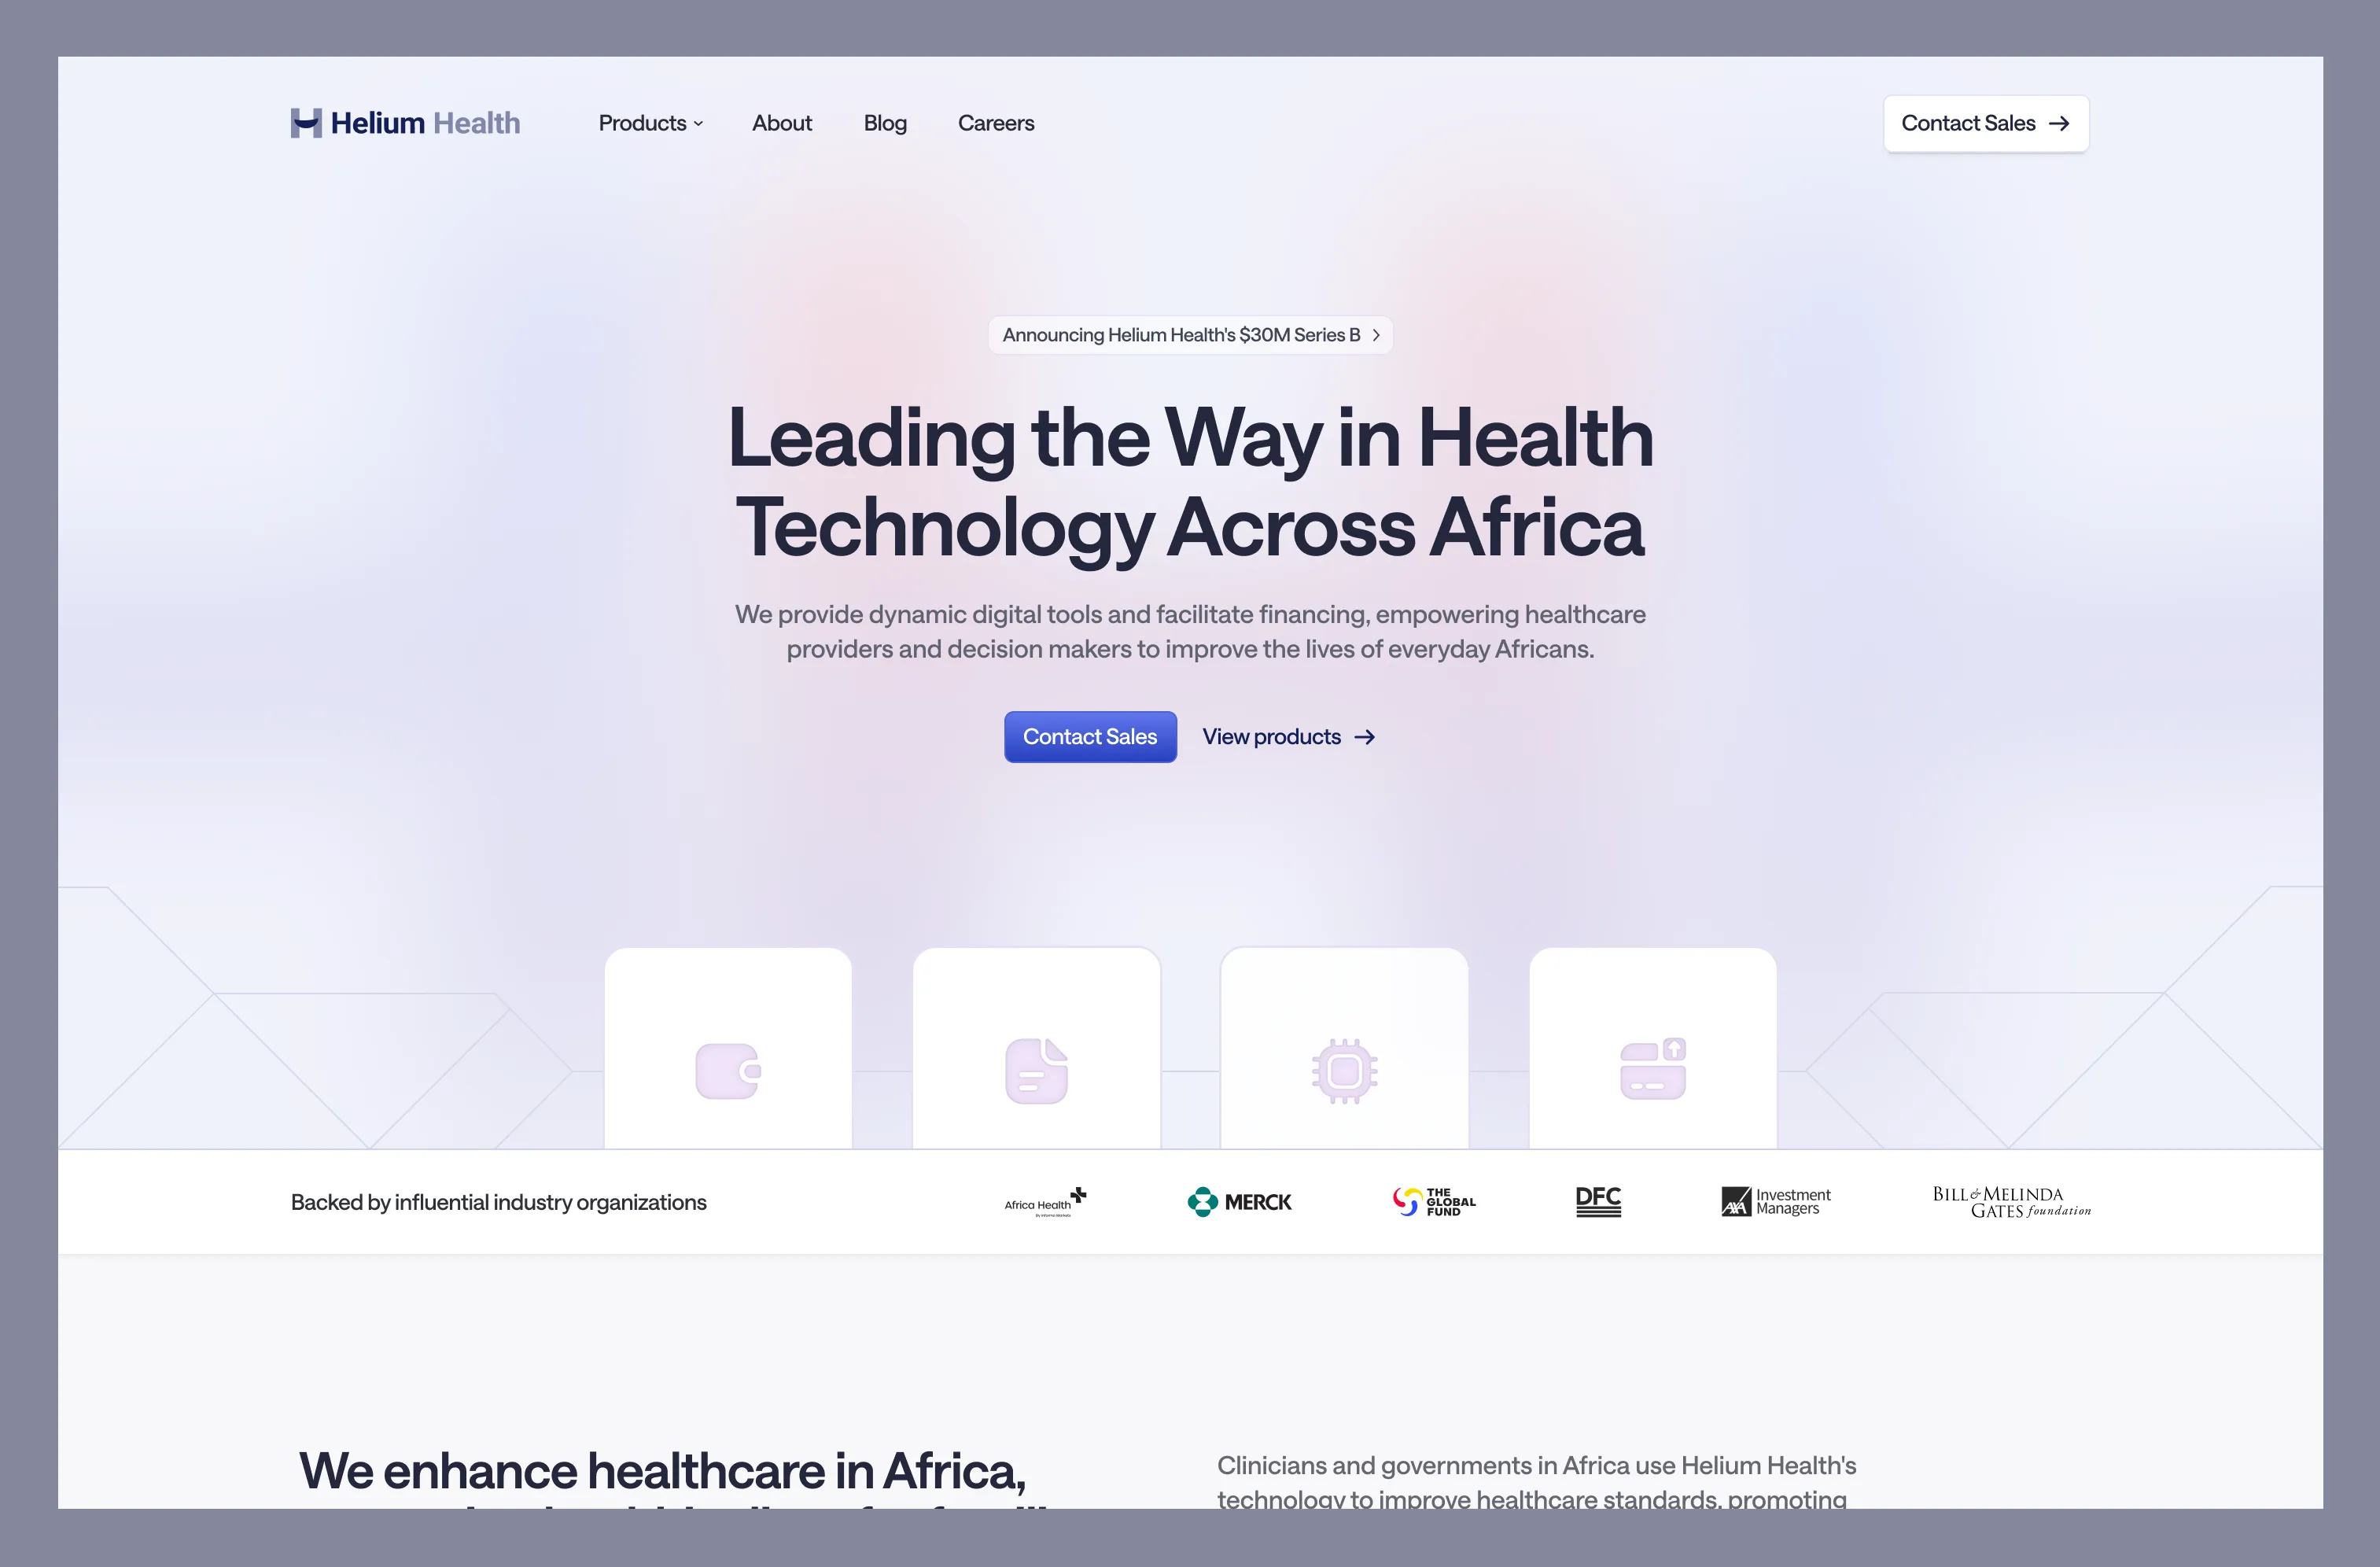 Helium Health
Products
About
Blog
Careers
Contact Sales
Announcing Helium Health's $30M Series B
Leading the Way in Health
Technology Across Africa
We provide dynamic digital tools and facilitate financing, empowering healthcare
providers and decision makers to improve the lives of everyday Africans.
Contact Sales
View products
Backed by influential industry organizations
Africa Health
by Informa Markets
MERCK
THE
GLOBAL
FUND
DFC
AXA
Investment
Managers
BILL & MELINDA
GATES foundation
We enhance healthcare in Africa,
Clinicians and governments in Africa use Helium Health's
technology to improve healthcare standards, promoting